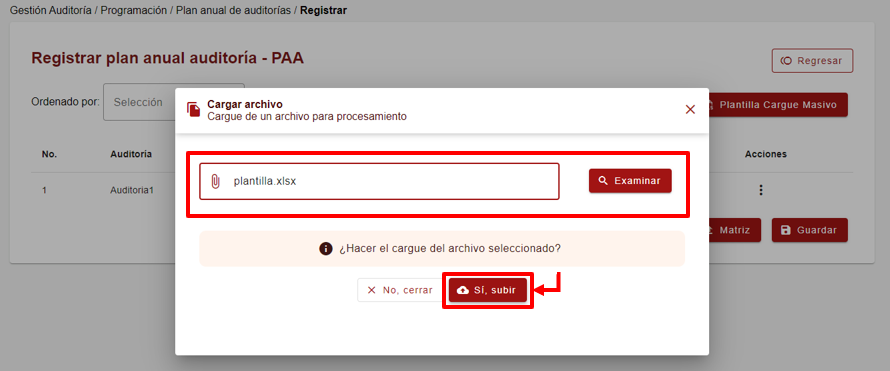 Gestión Auditoría / Programación / Plan anual de auditorías / Registrar
Registrar plan anual auditoría - PAA
Regresar
Ordenado por:
Selección
Plantilla Cargue Masivo
Cargar archivo
Cargue de un archivo para procesamiento
No.
Auditoría
Acciones
1
Auditoria1
plantilla.xlsx
Examinar
Matriz
Guardar
¿Hacer el cargue del archivo seleccionado?
No, cerrar
Sí, subir